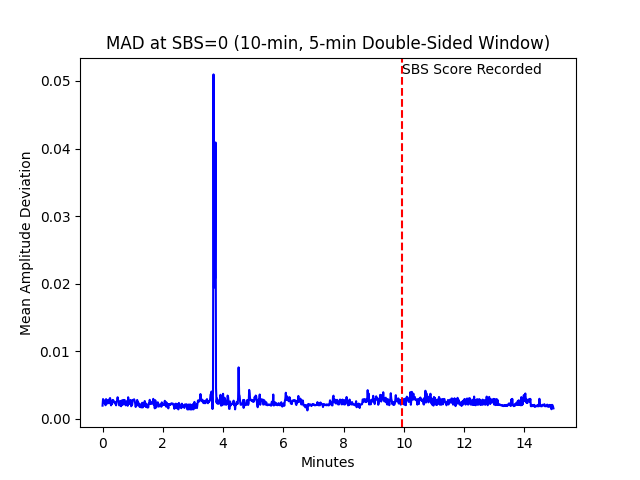 MAD at SBS=0 (10-min, 5-min Double-Sided Window)
SBS Score Recorded
Mean Amplitude Deviation
0.05
0.04
0.03
0.02
0.01
0.00
0 2 4 6 8 10 12 14
Minutes